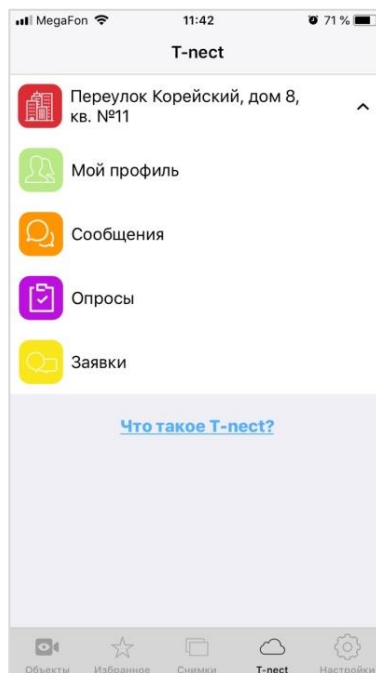 MegaFon 11:42 71 %
T-nect
Переулок Корейский, дом 8,
кв. №11
Мой профиль
Сообщения
Опросы
Заявки
Что такое T-nect?
Объекты Избранное Снимки T-nect Настройки